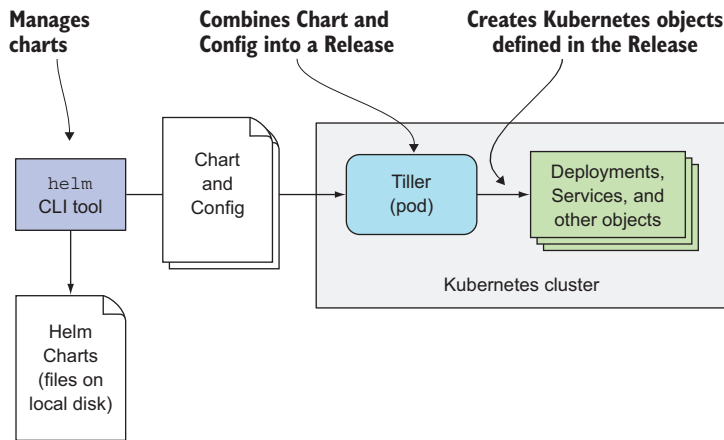 Manages
charts
Combines Chart and
Config into a Release
Creates Kubernetes objects
defined in the Release
helm
CLI tool
Chart
and
Config
Tiller
(pod)
Deployments,
Services, and
other objects
Kubernetes cluster
Helm
Charts
(files on
local disk)